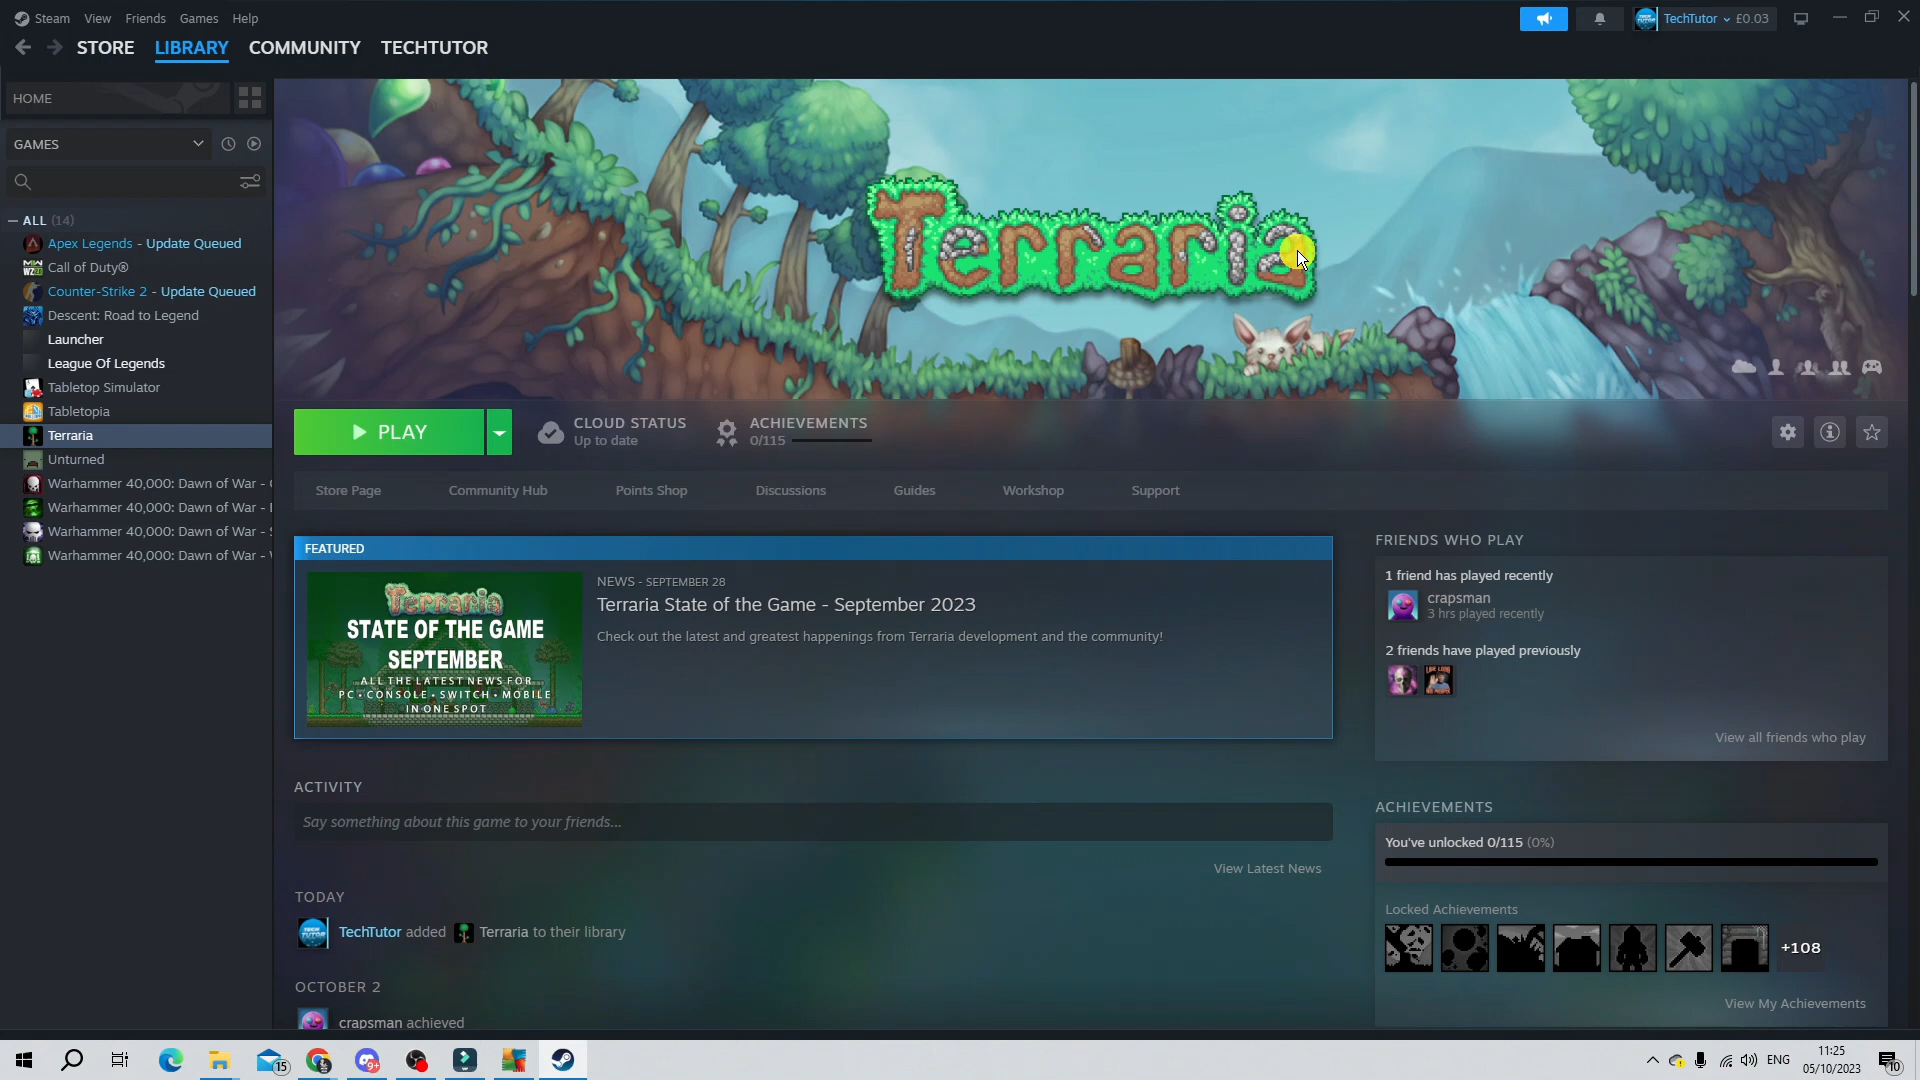 Steam View Friends Games Help
TechTutor £0.03
STORE LIBRARY COMMUNITY TECHTUTOR
HOME
GAMES
ALL (14)
Apex Legends - Update Queued
Call of Duty®
Counter-Strike 2 - Update Queued
Descent: Road to Legend
Launcher
League Of Legends
Tabletop Simulator
Tabletopia
Terraria
Unturned
Warhammer 40,000: Dawn of War -
Warhammer 40,000: Dawn of War -
Warhammer 40,000: Dawn of War -
Warhammer 40,000: Dawn of War -
Terraria
PLAY
CLOUD STATUS
Up to date
ACHIEVEMENTS
0/115
Store Page Community Hub Points Shop Discussions Guides Workshop Support
FEATURED
Terraria
STATE OF THE GAME
SEPTEMBER
ALL THE LATEST NEWS FOR
PC • CONSOLE • SWITCH • MOBILE
IN ONE SPOT
NEWS - SEPTEMBER 28
Terraria State of the Game - September 2023
Check out the latest and greatest happenings from Terraria development and the community!
ACTIVITY
Say something about this game to your friends...
View Latest News
TODAY
TechTutor added Terraria to their library
OCTOBER 2
crapsman achieved
FRIENDS WHO PLAY
1 friend has played recently
crapsman
3 hrs played recently
2 friends have played previously
View all friends who play
ACHIEVEMENTS
You've unlocked 0/115 (0%)
Locked Achievements
+108
View My Achievements
15
9+
ENG
11:25
05/10/2023
10